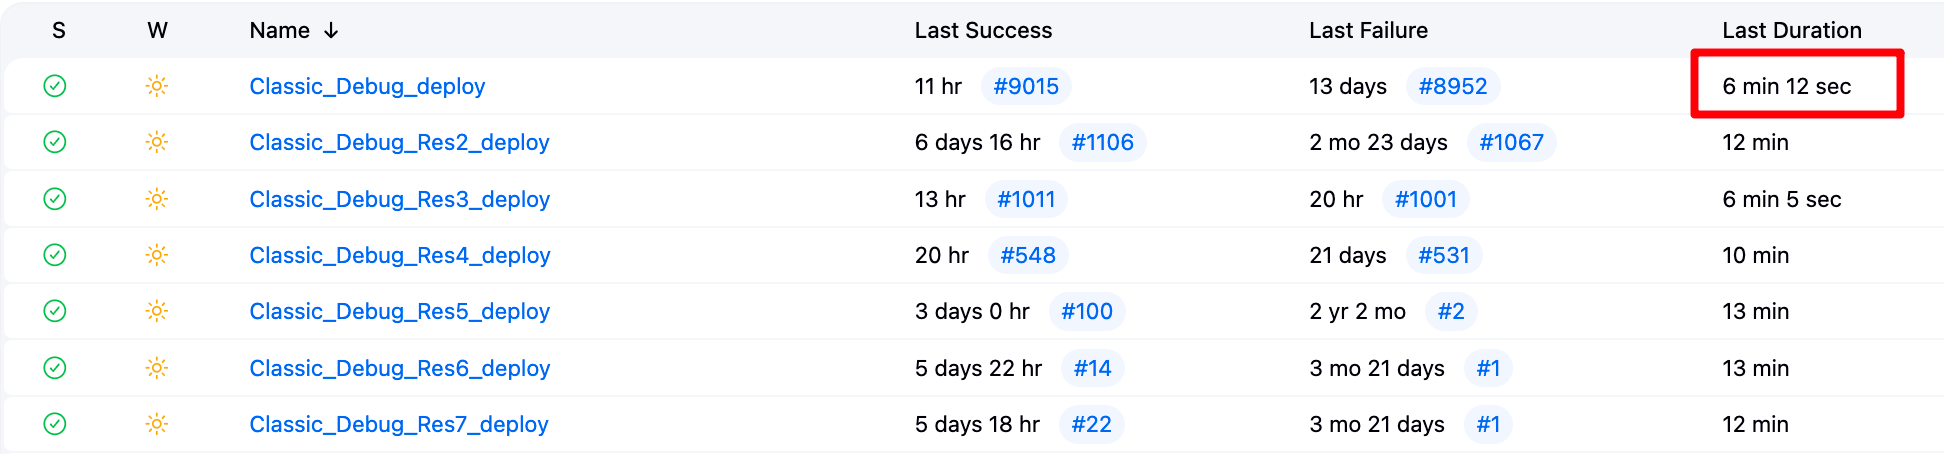 S W Name ↓ Last Success Last Failure Last Duration
Classic_Debug_deploy 11 hr #9015 13 days #8952 6 min 12 sec
Classic_Debug_Res2_deploy 6 days 16 hr #1106 2 mo 23 days #1067 12 min
Classic_Debug_Res3_deploy 13 hr #1011 20 hr #1001 6 min 5 sec
Classic_Debug_Res4_deploy 20 hr #548 21 days #531 10 min
Classic_Debug_Res5_deploy 3 days 0 hr #100 2 yr 2 mo #2 13 min
Classic_Debug_Res6_deploy 5 days 22 hr #14 3 mo 21 days #1 13 min
Classic_Debug_Res7_deploy 5 days 18 hr #22 3 mo 21 days #1 12 min